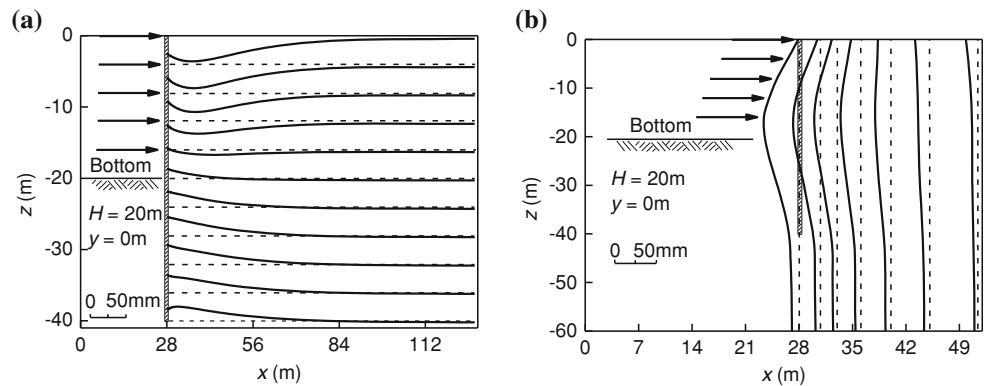 (a)
0
-10
-20
-30
-40
z (m)
Bottom
H = 20m
y = 0m
0 50mm
0 28 56 84 112
x (m)
(b)
0
-10
-20
-30
-40
-50
-60
z (m)
Bottom
H = 20m
y = 0m
0 50mm
0 7 14 21 28 35 42 49
x (m)